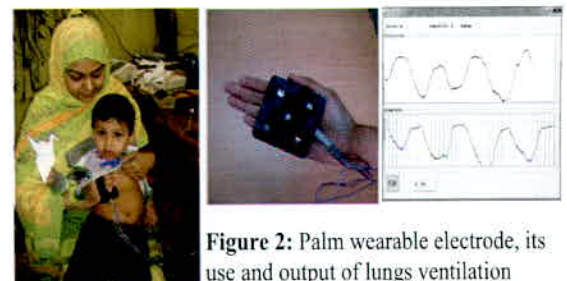 Figure 2: Palm wearable electrode, its
use and output of lungs ventilation